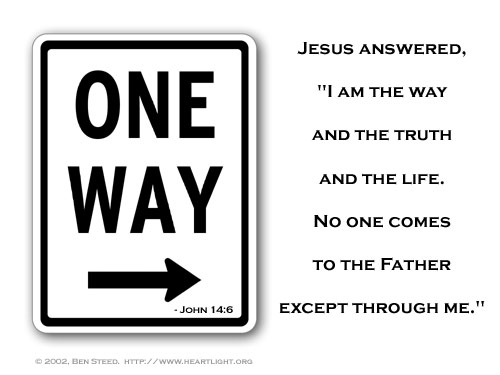 ONE
WAY
- John 14:6
Jesus answered,
"I am the way
and the truth
and the life.
No one comes
to the Father
except through me."
© 2002, Ben Steed. http://www.heartlight.org